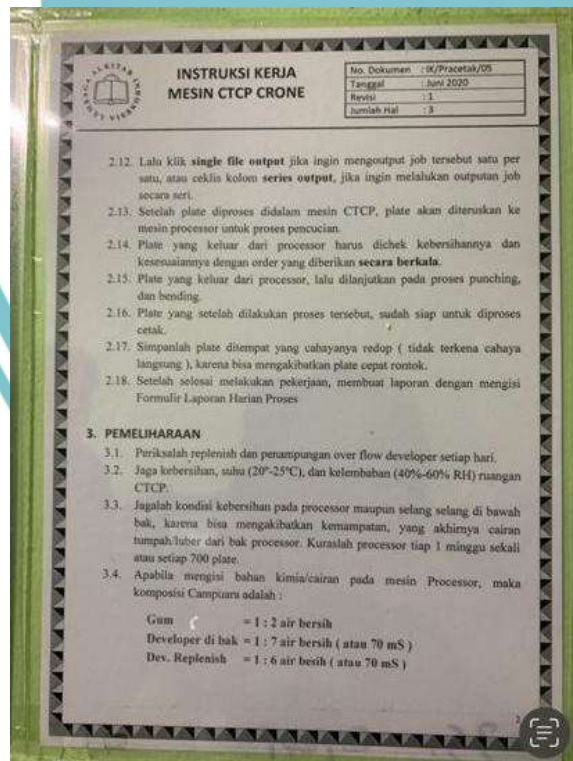 LEMBAGA ALKITAB INDONESIA
INSTRUKSI KERJA
MESIN CTCP CRONE
No. Dokumen : IK/Pracetak/05
Tanggal : Juni 2020
Revisi : 1
Jumlah Hal : 3
2.12. Lalu klik single file output jika ingin mengoutput job tersebut satu per
satu, atau ceklis kolom series output, jika ingin melalukan outputan job
secara seri.
2.13. Setelah plate diproses didalam mesin CTCP, plate akan diteruskan ke
mesin processor untuk proses pencucian.
2.14. Plate yang keluar dari processor harus dichek kebersihannya dan
kesesuaiannya dengan order yang diberikan secara berkala.
2.15. Plate yang keluar dari processor, lalu dilanjutkan pada proses punching,
dan bending.
2.16. Plate yang setelah dilakukan proses tersebut, sudah siap untuk diproses
cetak.
2.17. Simpanlah plate ditempat yang cahayanya redup ( tidak terkena cahaya
langsung ), karena bisa mengakibatkan plate cepat rontok.
2.18. Setelah selesai melakukan pekerjaan, membuat laporan dengan mengisi
Formulir Laporan Harian Proses
3. PEMELIHARAAN
3.1. Periksalah replenish dan penampungan over flow developer setiap hari.
3.2. Jaga kebersihan, suhu (20º-25ºC), dan kelembaban (40%-60% RH) ruangan
CTCP.
3.3. Jagalah kondisi kebersihan pada processor maupun selang selang di bawah
bak, karena bisa mengakibatkan kemampatan, yang akhirnya cairan
tumpah/luber dari bak processor. Kuraslah processor tiap 1 minggu sekali
atau setiap 700 plate.
3.4. Apabila mengisi bahan kimia/cairan pada mesin Processor, maka
komposisi Campuaru adalah :
Gum = 1 : 2 air bersih
Developer di bak = 1 : 7 air bersih ( atau 70 mS )
Dev. Replenish = 1 : 6 air besih ( atau 70 mS )
2